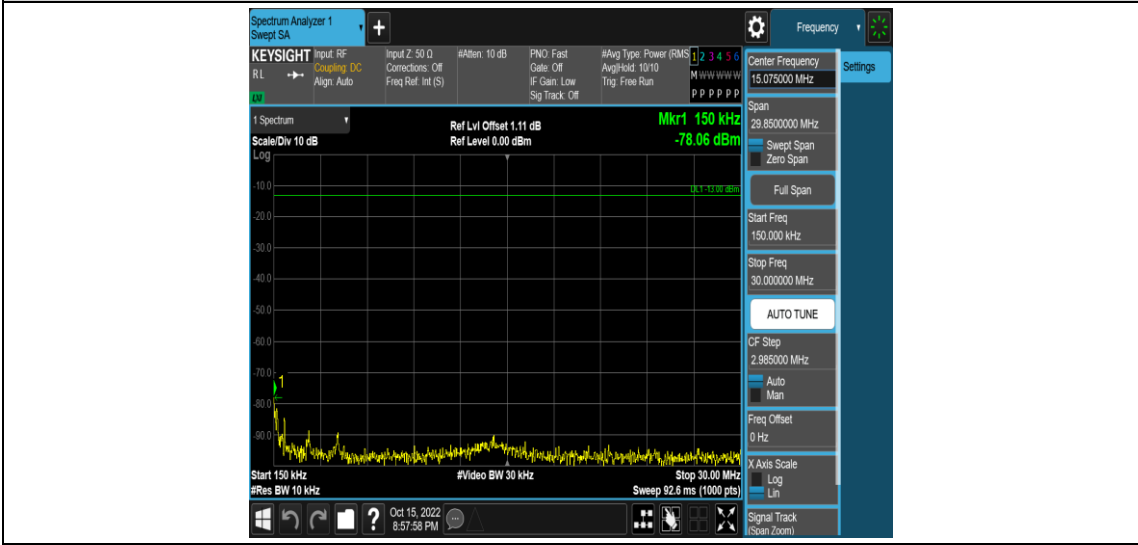 Spectrum Analyzer 1
Swept SA
+
Frequency
KEYSIGHT
RL
LM
Input: RF
Coupling: DC
Align: Auto
Input Z: 50 Ω
Corrections: Off
Freq Ref: Int (S)
#Atten: 10 dB
PNO: Fast
Gate: Off
IF Gain: Low
Sig Track: Off
#Avg Type: Power (RMS
Avg|Hold: 10/10
Trig: Free Run
1 2 3 4 5 6
M W W W W W
P P P P P P
1 Spectrum
Scale/Div 10 dB
Log
Ref Lvl Offset 1.11 dB
Ref Level 0.00 dBm
Mkr1 150 kHz
-78.06 dBm
DL1 -13.00 dBm
-10.0
-20.0
-30.0
-40.0
-50.0
-60.0
-70.0
1
-80.0
-90.0
Start 150 kHz
#Res BW 10 kHz
#Video BW 30 kHz
Stop 30.00 MHz
Sweep 92.6 ms (1000 pts)
?
Oct 15, 2022
8:57:58 PM
Center Frequency
15.075000 MHz
Span
29.8500000 MHz
Swept Span
Zero Span
Full Span
Start Freq
150.000 kHz
Stop Freq
30.000000 MHz
AUTO TUNE
CF Step
2.985000 MHz
Auto
Man
Freq Offset
0 Hz
X Axis Scale
Log
Lin
Signal Track
(Span Zoom)
Settings